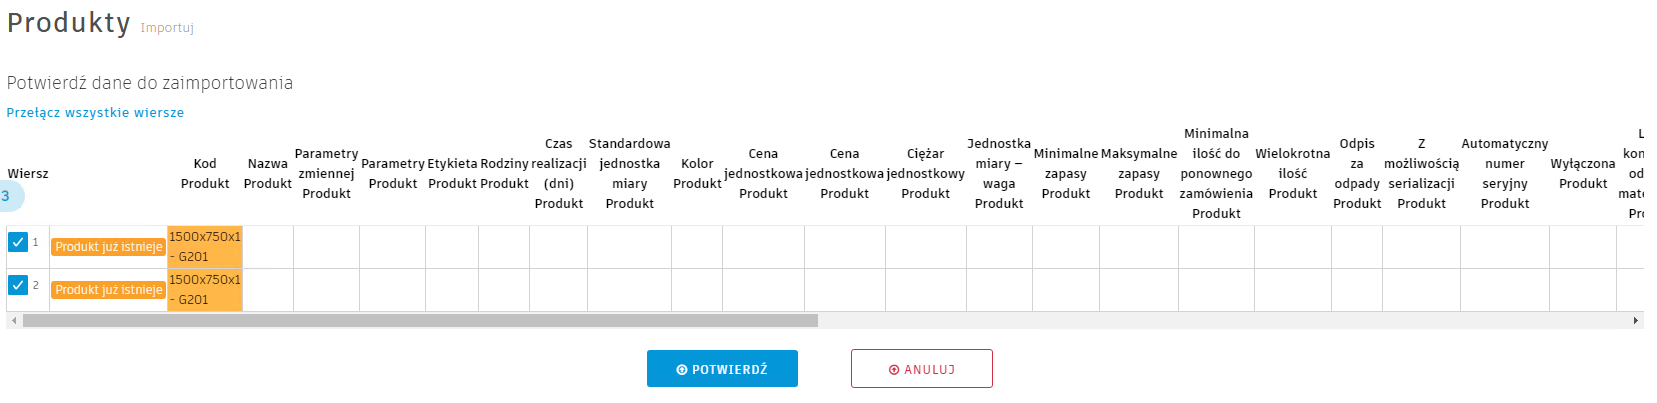 Produkty Importuj
Potwierdź dane do zaimportowania
Przełącz wszystkie wiersze
Wiersz
Kod
Produkt
Nazwa
Produkt
Parametry
zmiennej
Produkt
Parametry
Produkt
Etykieta
Produkt
Rodziny
Produkt
Czas
realizacji
(dni)
Produkt
Standardowa
jednostka
miary
Produkt
Kolor
Produkt
Cena
jednostkowa
Produkt
Cena
jednostkowa
Produkt
Ciężar
jednostkowy
Produkt
Jednostka
miary –
waga
Produkt
Minimalne
zapasy
Produkt
Maksymalne
zapasy
Produkt
Minimalna
ilość do
ponownego
zamówienia
Produkt
Wielokrotna
ilość
Produkt
Odpis
za
odpady
Produkt
Z
możliwością
serializacji
Produkt
Automatyczny
numer
seryjny
Produkt
Wyłączona
Produkt
3
1 Produkt już istnieje 1500x750x1
- G201
2 Produkt już istnieje 1500x750x1
- G201
POTWIERDŹ
ANULUJ